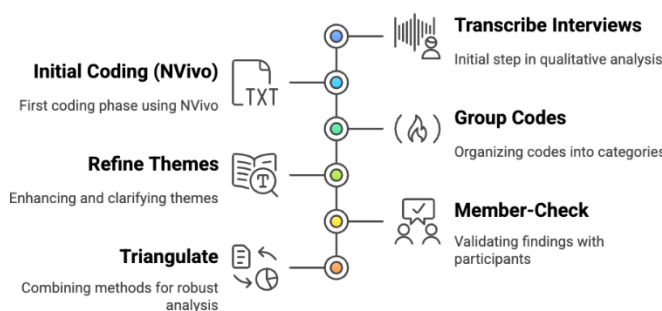 Transcribe Interviews
Initial step in qualitative analysis
Initial Coding (NVivo)
First coding phase using NVivo
TXT
Group Codes
Organizing codes into categories
Refine Themes
Enhancing and clarifying themes
T
Member-Check
Validating findings with
participants
Triangulate
Combining methods for robust
analysis